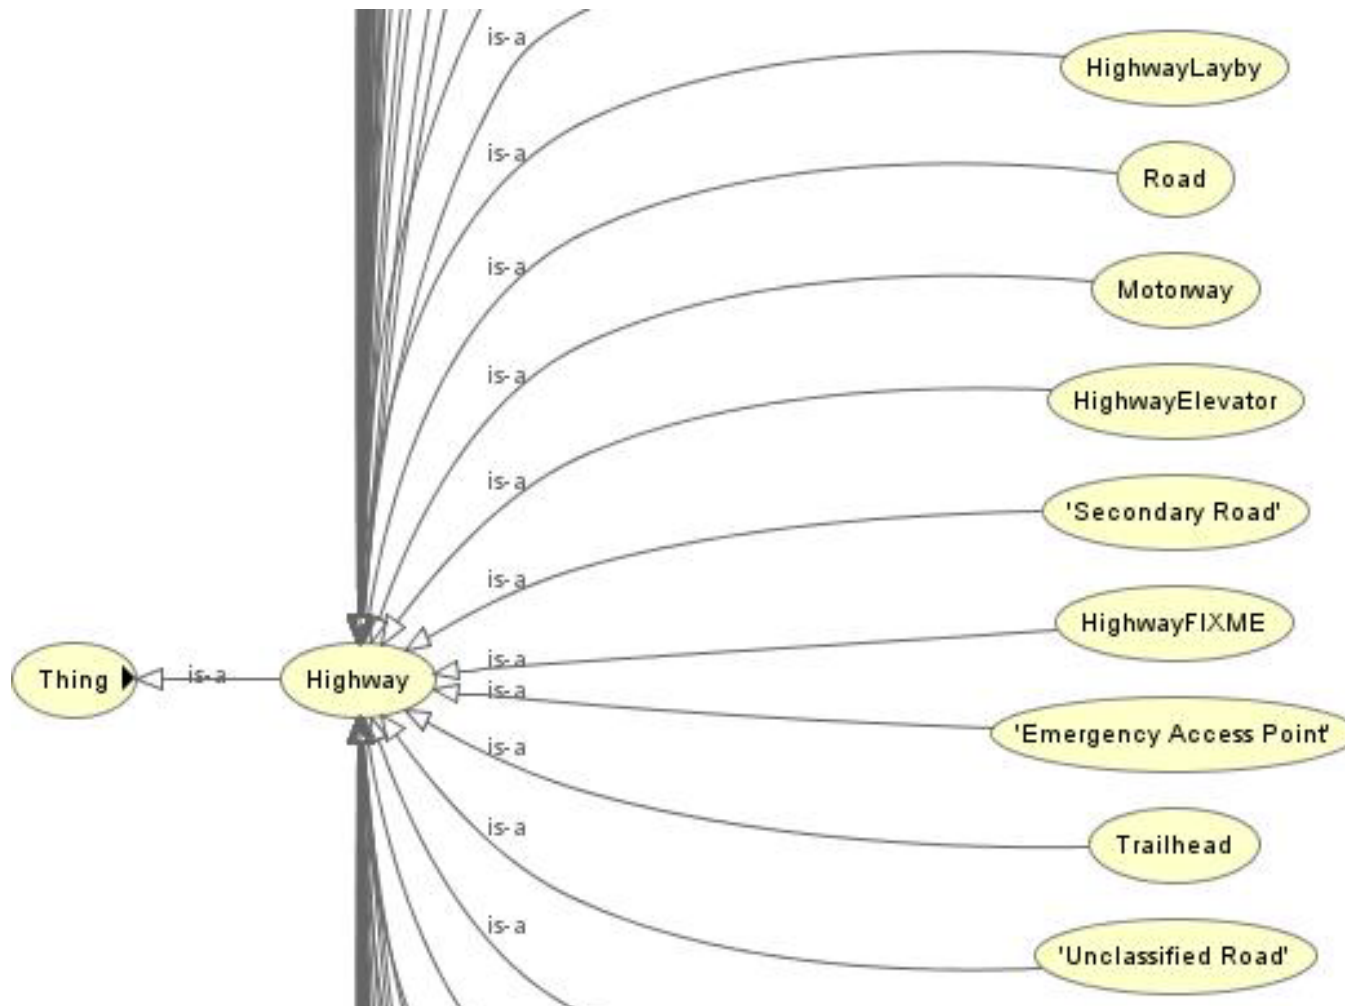 is-a
HighwayLayby
is-a
Road
is-a
Motorway
is-a
HighwayElevator
is-a
'Secondary Road'
is-a
HighwayFIXME
is-a
Thing
is-a
Highway
is-a
'Emergency Access Point'
is-a
Trailhead
is-a
'Unclassified Road'
is-a